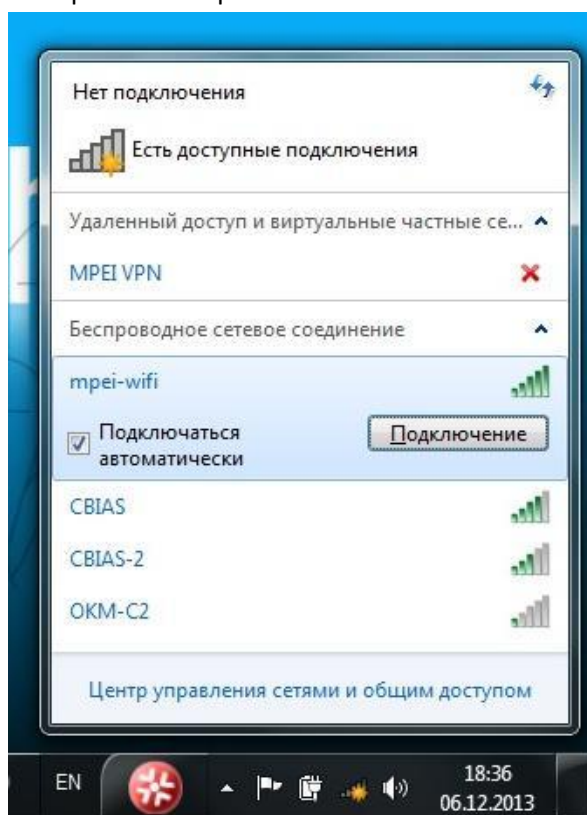 Нет подключения
Есть доступные подключения
Удаленный доступ и виртуальные частные се...
MPEI VPN
Беспроводное сетевое соединение
mpei-wifi
Подключаться
автоматически
Подключение
CBIAS
CBIAS-2
OKM-C2
Центр управления сетями и общим доступом
EN
18:36
06.12.2013